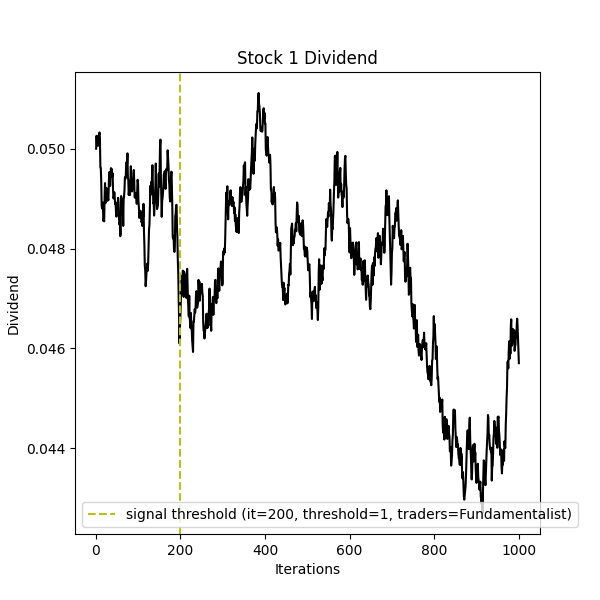 Stock 1 Dividend
0.050
0.048
0.046
0.044
Dividend
signal threshold (it=200, threshold=1, traders=Fundamentalist)
0 200 400 600 800 1000
Iterations